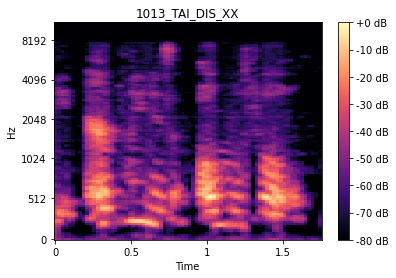 1013_TAI_DIS_XX
+0 dB
8192
-10 dB
4096
-20 dB
-30 dB
2048
Hz
-40 dB
1024
-50 dB
512
-60 dB
-70 dB
0
-80 dB
0
0.5
1
1.5
Time